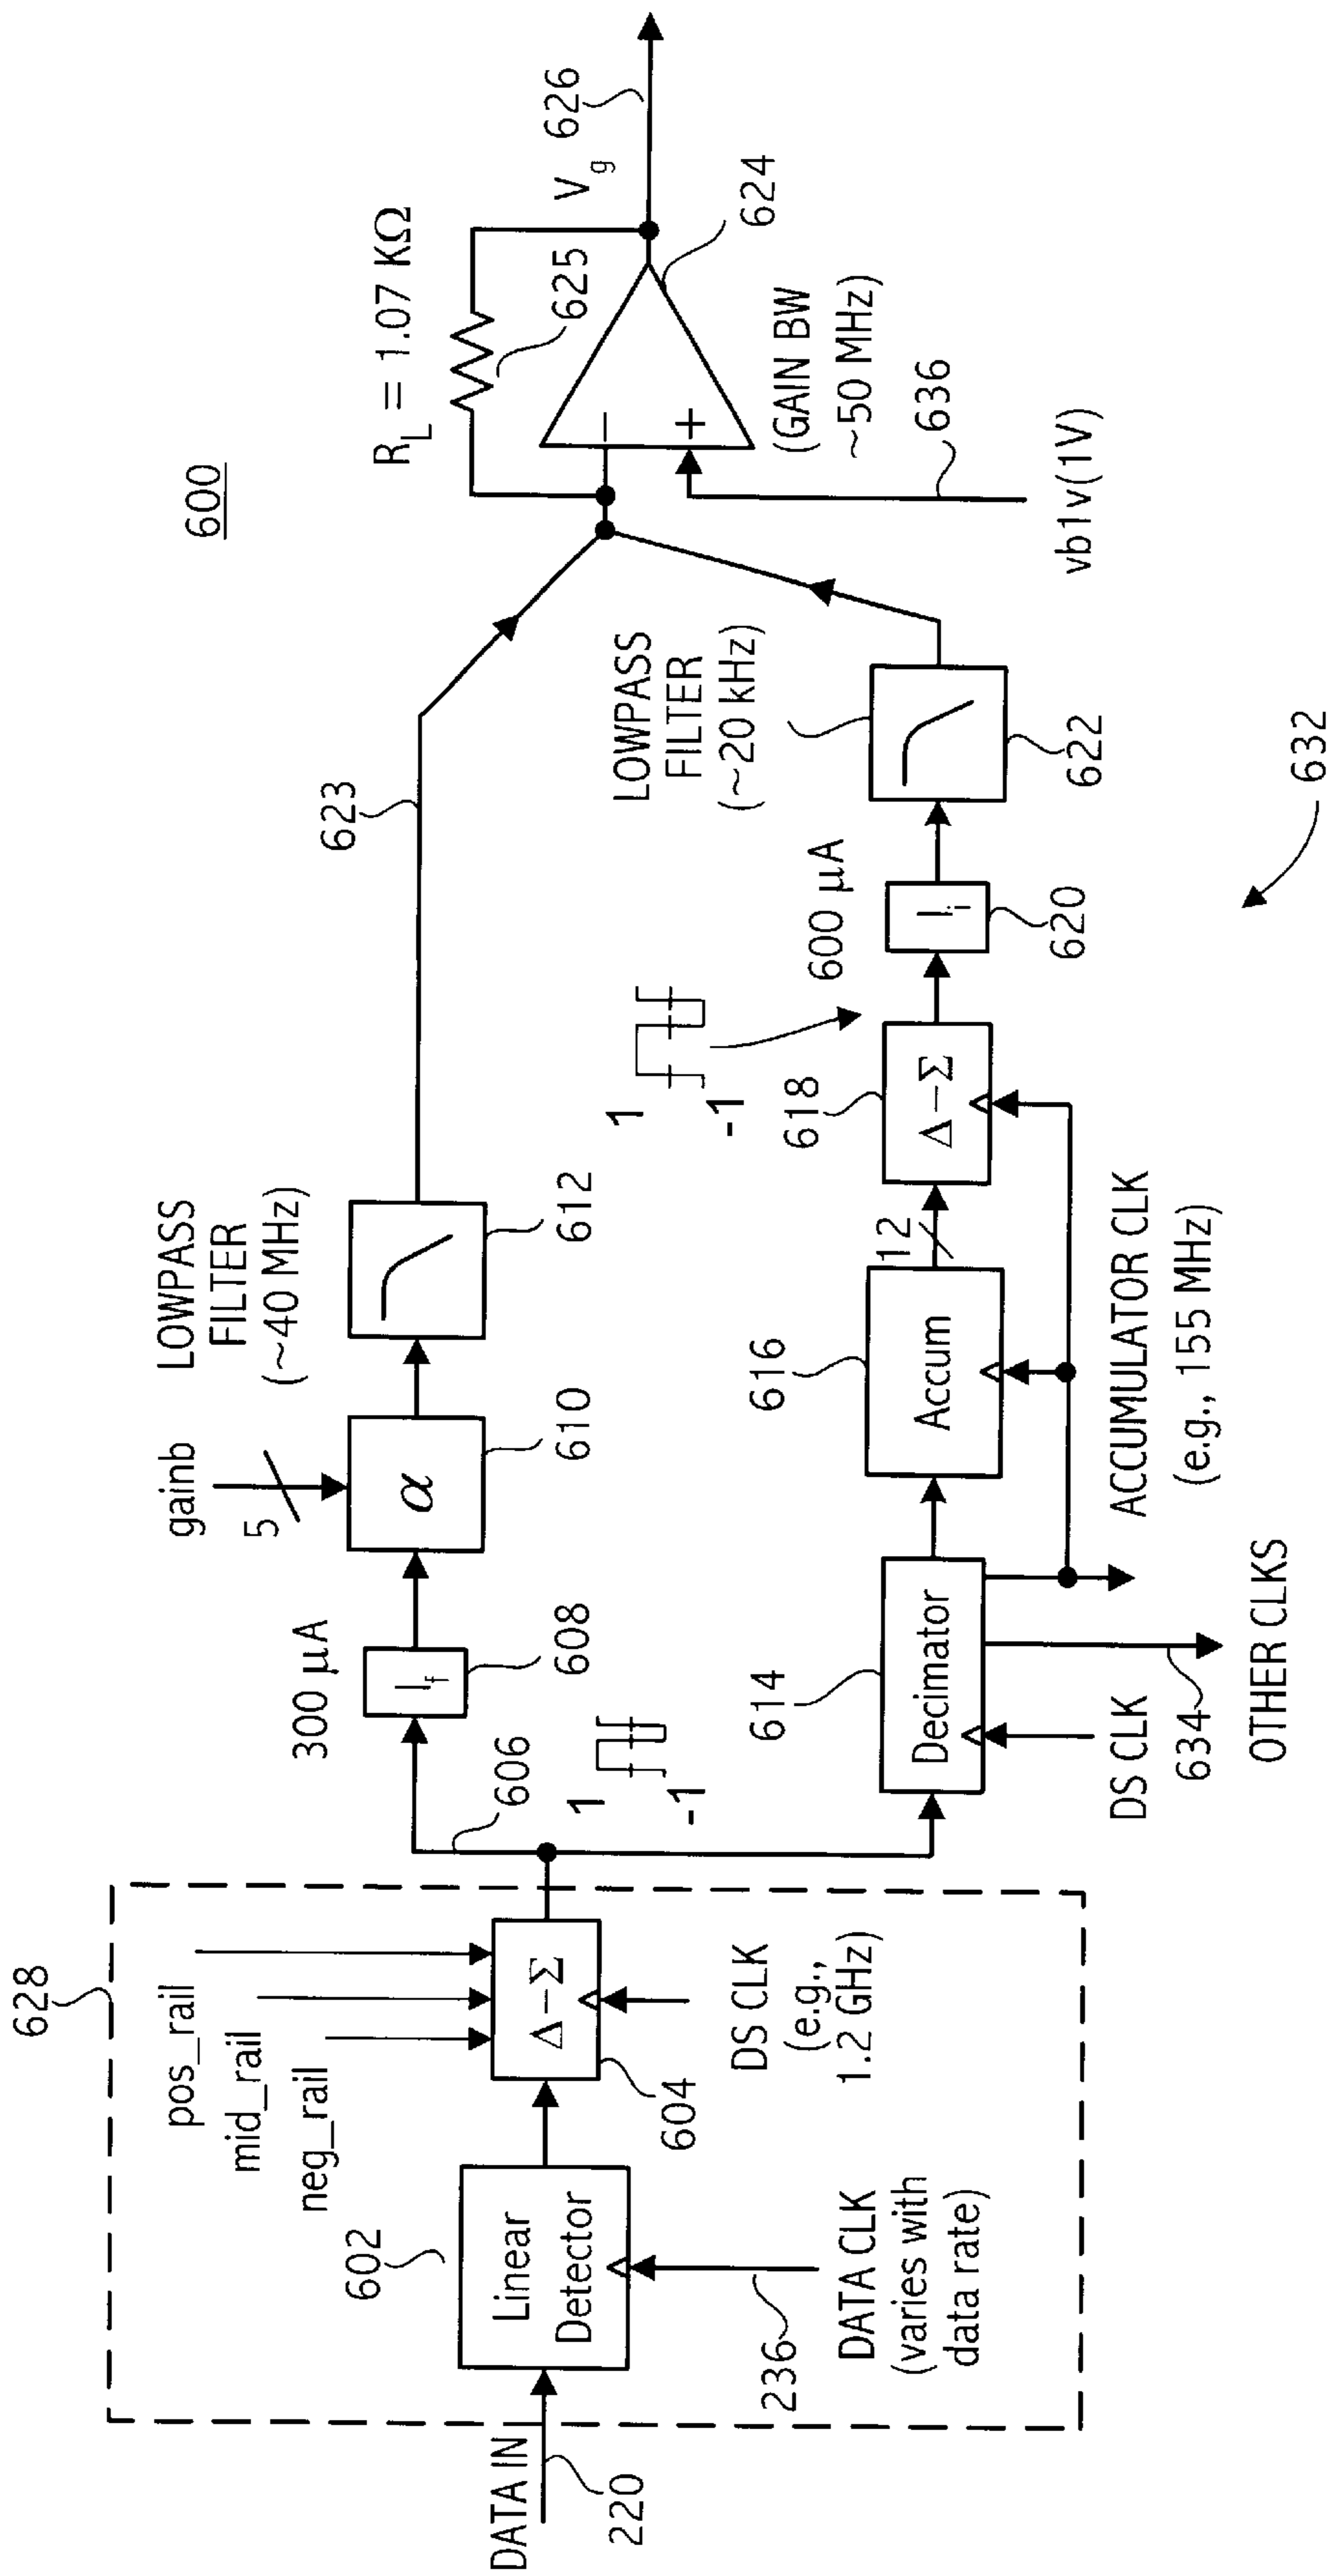 600
628
pos_rail
mid_rail
neg_rail
DATA IN
220
602
Linear
Detector
236
DATA CLK
(varies with
data rate)
Δ–Σ
604
DS CLK
(e.g.,
1.2 GHz)
606
1
-1
300 μA
I_f
608
gainb
5
α
610
LOWPASS
FILTER
(~40 MHz)
612
623
614
Decimator
DS CLK
634
OTHER CLKS
616
Accum
ACCUMULATOR CLK
(e.g., 155 MHz)
12
618
Δ–Σ
1
-1
600 μA
I_i
620
LOWPASS
FILTER
(~20 kHz)
622
632
R_L = 1.07 KΩ
625
V_g
626
–
+
624
(GAIN BW
~50 MHz)
636
vb1v(1V)